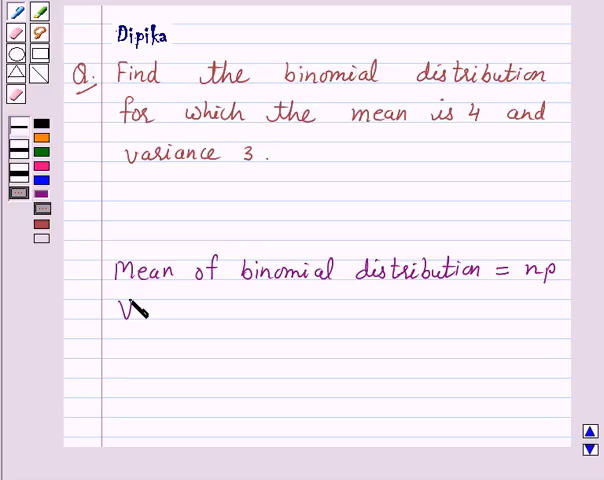 Dipika
Q. Find the binomial distribution
for which the mean is 4 and
variance 3.
Mean of binomial distribution = np
V